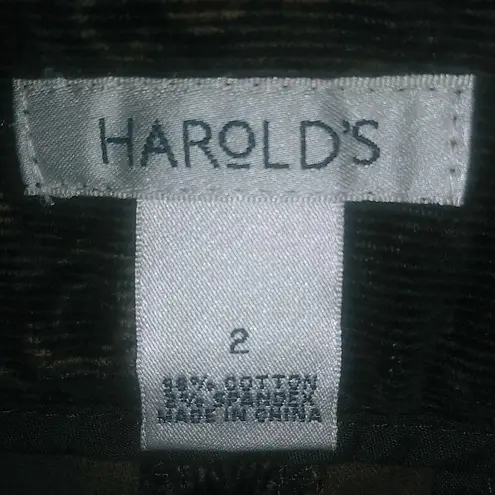 HAROLD'S
2
98% COTTON
2% SPANDEX
MADE IN CHINA